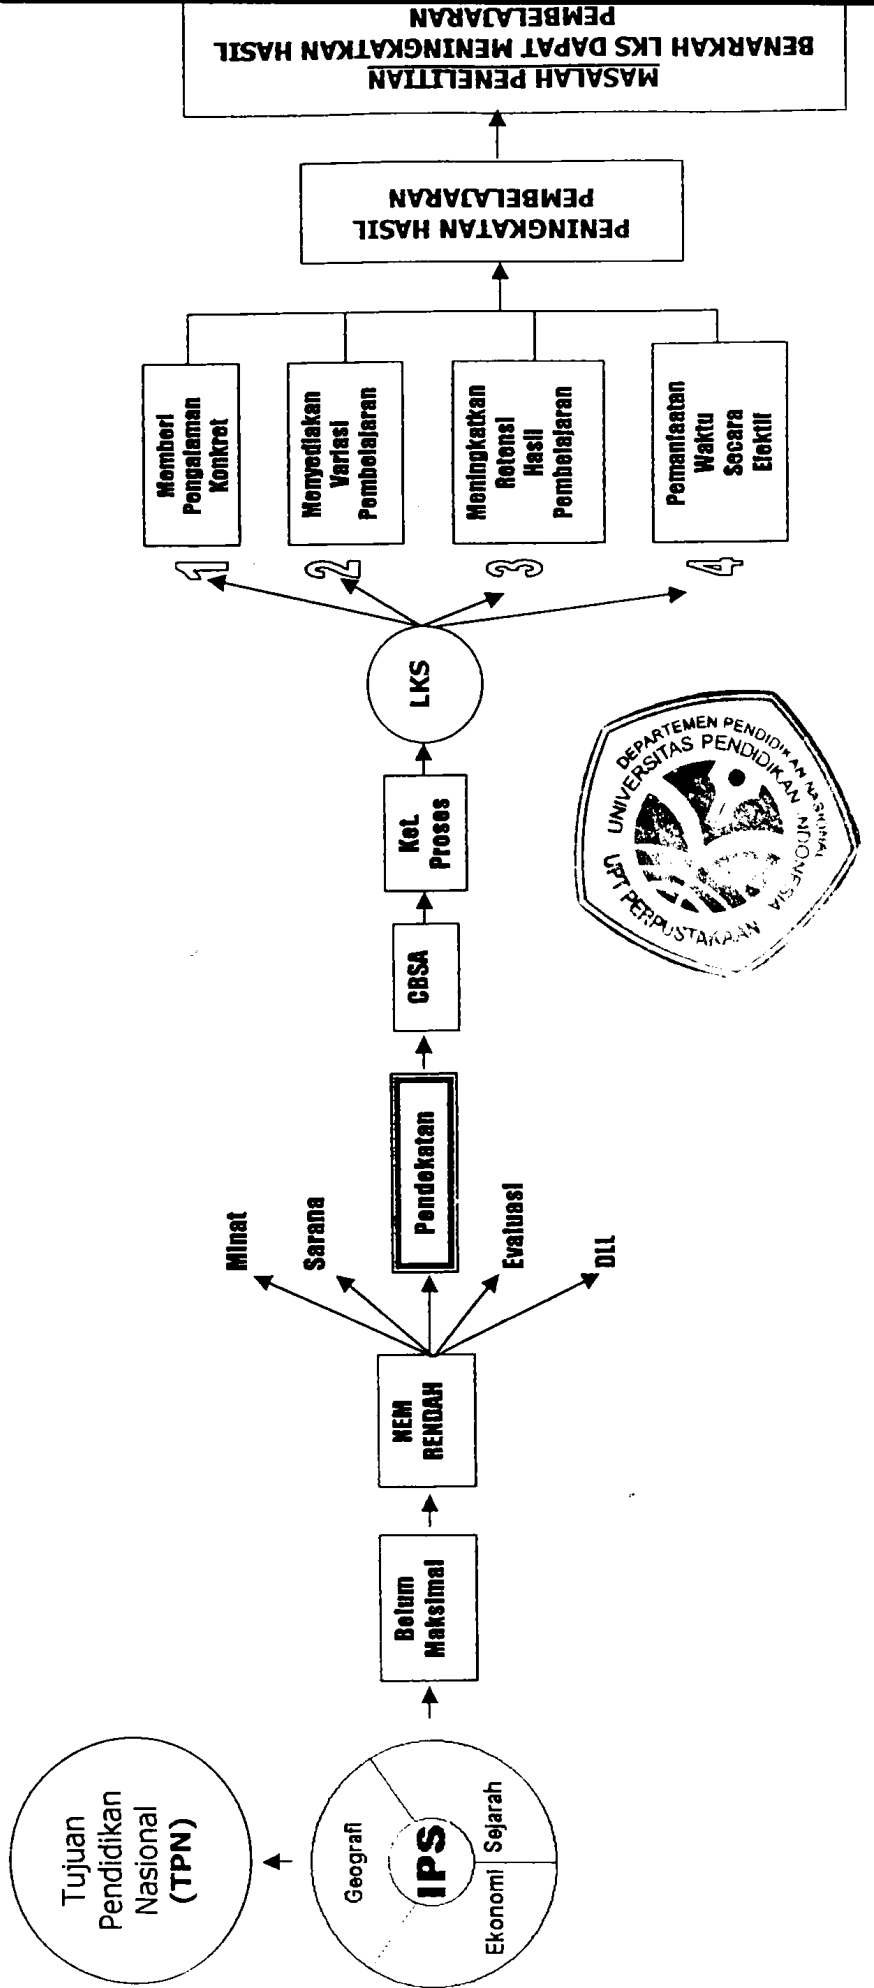 Tujuan
Pendidikan
Nasional
(TPN)
Geografi
IPS
Ekonomi
Sejarah
Belum
Maksimal
NEM
RENDAH
Minat
Sarana
Pendekatan
Evaluasi
DLL
CBSA
Ket.
Proses
LKS
1
Memberi
Pengalaman
Konkret
2
Menyediakan
Variasi
Pembelajaran
3
Meningkatkan
Retensi
Hasil
Pembelajaran
4
Pemanfaatan
Waktu
Secara
Efektif
PENINGKATAN HASIL
PEMBELAJARAN
MASALAH PENELITIAN
BENARKAH LKS DAPAT MENINGKATKAN HASIL
PEMBELAJARAN
DEPARTEMEN PENDIDIKAN NASIONAL
UNIVERSITAS PENDIDIKAN INDONESIA
UPT PERPUSTAKAAN